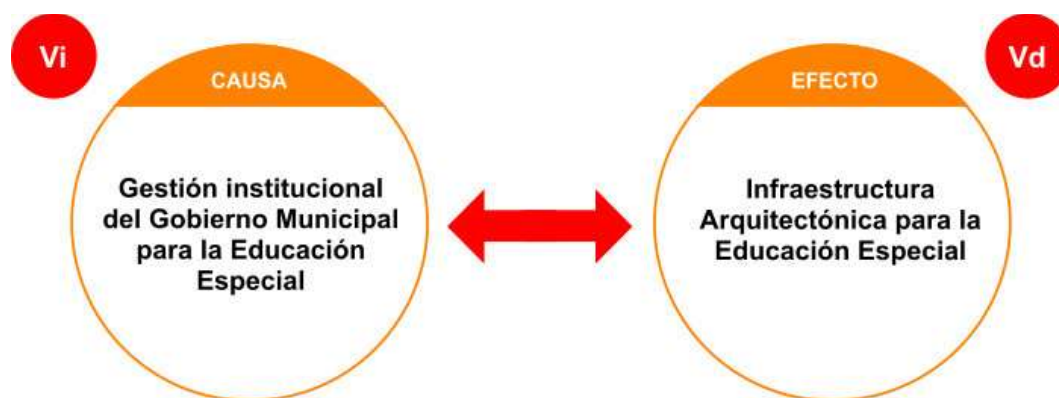 Vi
CAUSA
Gestión institucional
del Gobierno Municipal
para la Educación
Especial
Vd
EFECTO
Infraestructura
Arquitectónica para la
Educación Especial